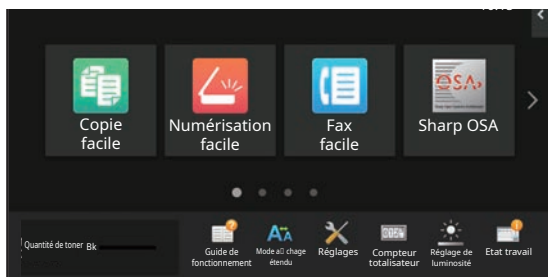 Copie
facile
Numérisation
facile
Fax
facile
OSA
Sharp OSA
Quantité de toner Bk
Guide de
fonctionnement
Mode a chage
étendu
Réglages
Compteur
totalisateur
Réglage de
luminosité
Etat travail